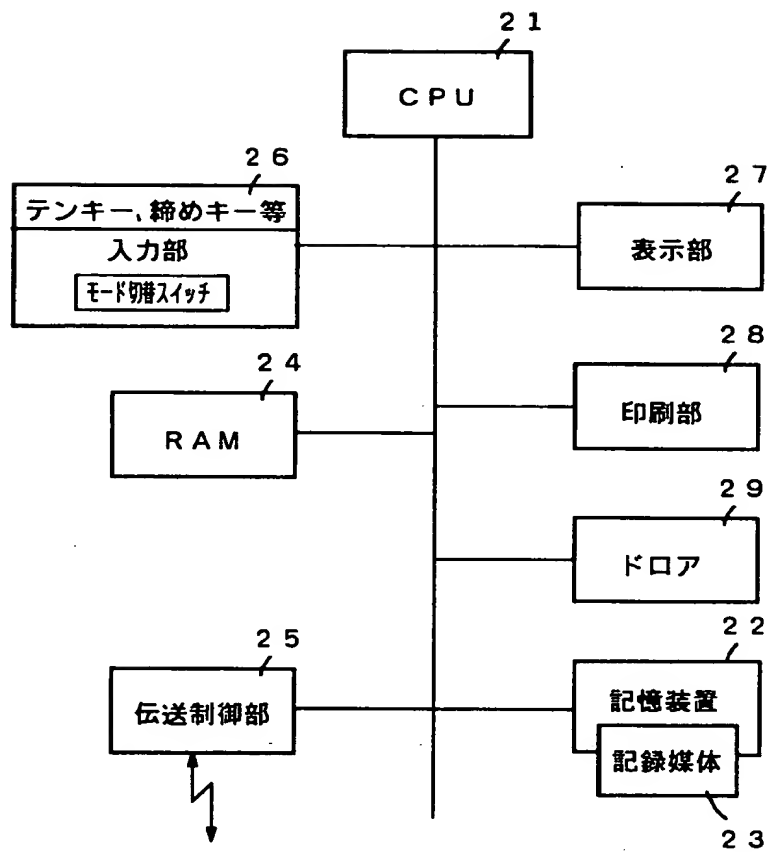 21
CPU
26
テンキー、締めキー等
入力部
モード切替スイッチ
27
表示部
24
RAM
28
印刷部
29
ドロア
25
伝送制御部
22
記憶装置
記録媒体
23